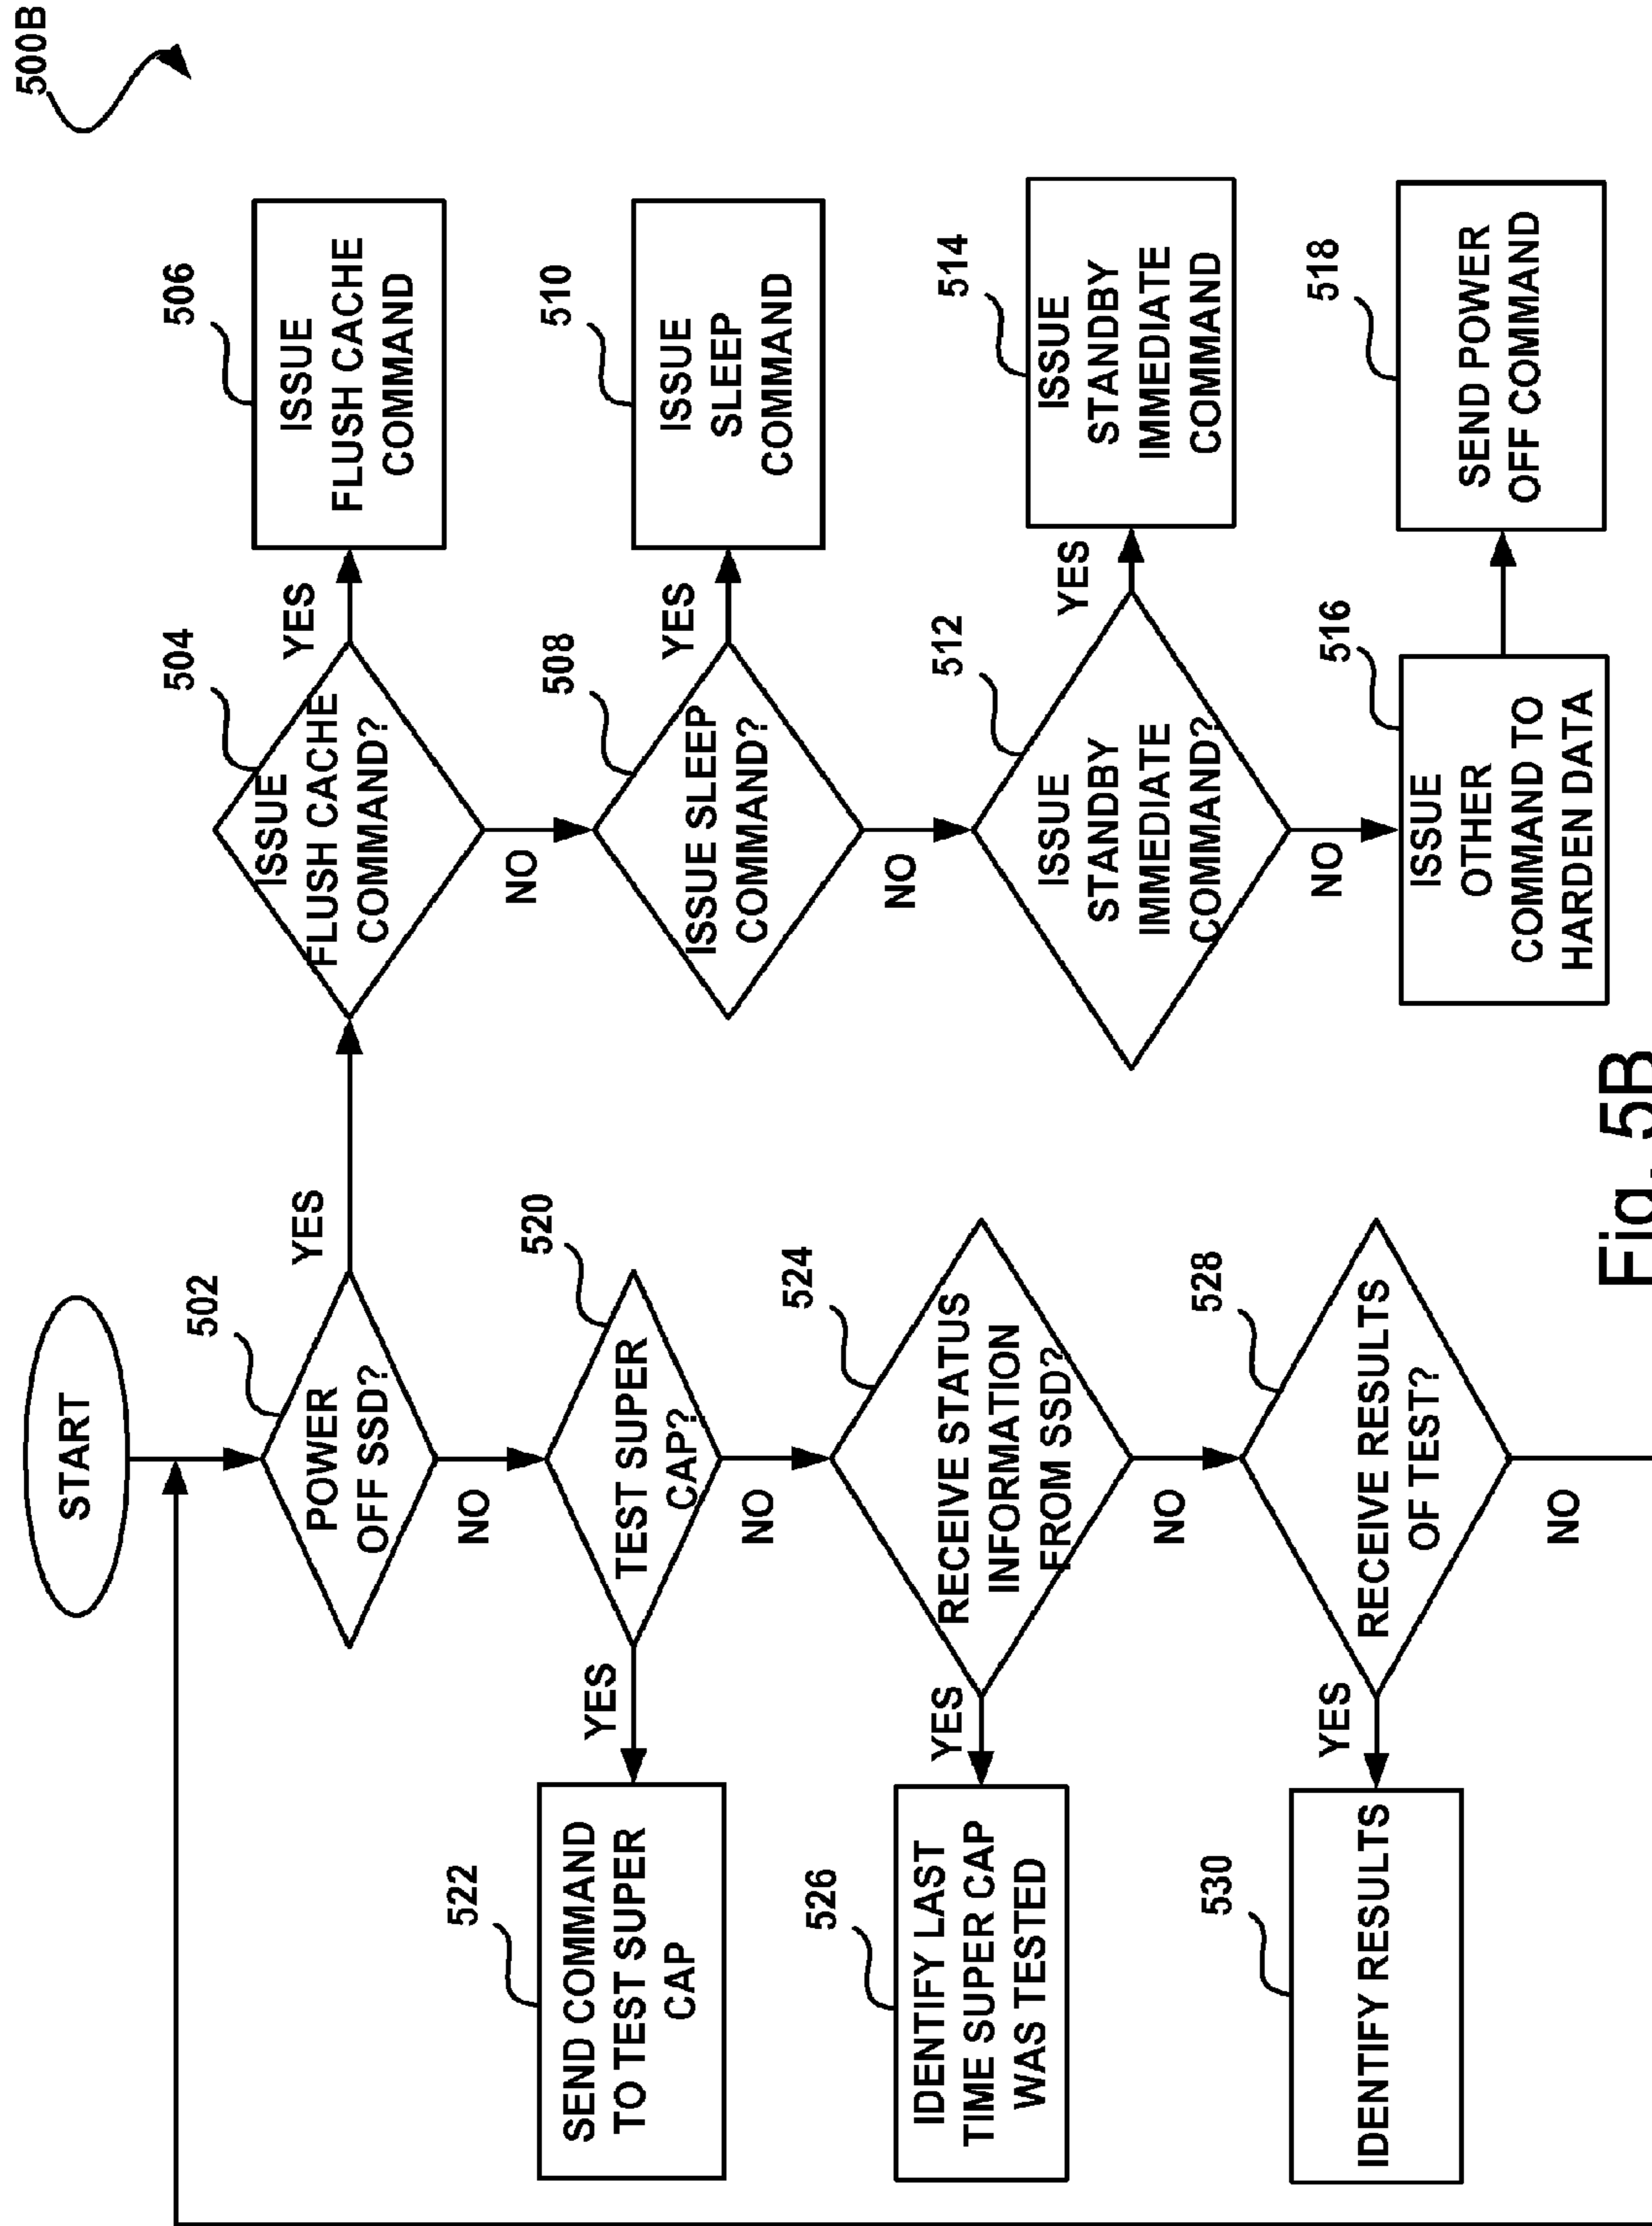 500B
START
502
POWER
OFF SSD?
YES
NO
504
ISSUE
FLUSH CACHE
COMMAND?
YES
NO
506
ISSUE
FLUSH CACHE
COMMAND
508
ISSUE SLEEP
COMMAND?
YES
NO
510
ISSUE
SLEEP
COMMAND
512
ISSUE
STANDBY
IMMEDIATE
COMMAND?
YES
NO
514
ISSUE
STANDBY
IMMEDIATE
COMMAND
516
ISSUE
OTHER
COMMAND TO
HARDEN DATA
518
SEND POWER
OFF COMMAND
520
TEST SUPER
CAP?
YES
NO
522
SEND COMMAND
TO TEST SUPER
CAP
524
RECEIVE STATUS
INFORMATION
FROM SSD?
YES
NO
526
IDENTIFY LAST
TIME SUPER CAP
WAS TESTED
528
RECEIVE RESULTS
OF TEST?
YES
NO
530
IDENTIFY RESULTS
Fig. 5B